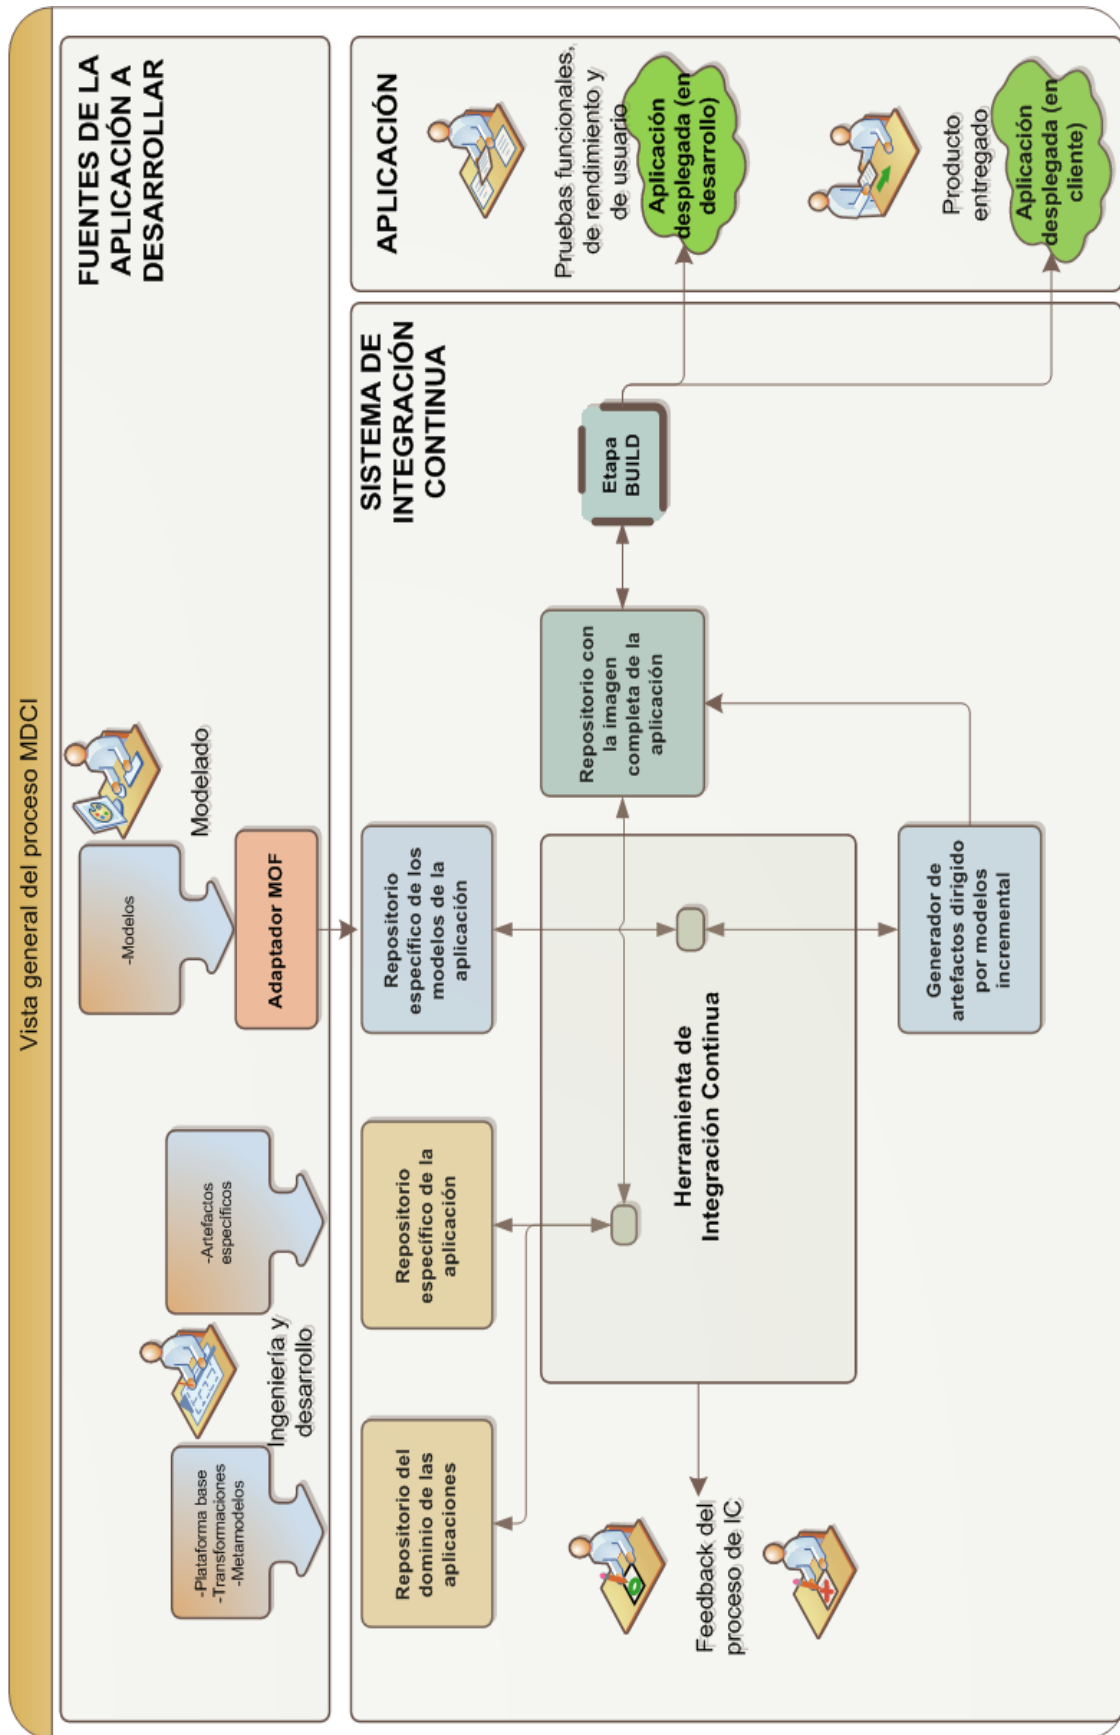 Vista general del proceso MDCI
FUENTES DE LA
APLICACIÓN A
DESARROLLAR
-Plataforma base
-Transformaciones
-Metamodelos
Ingeniería y
desarrollo
-Artefactos
específicos
-Modelos
Modelado
Adaptador MOF
SISTEMA DE
INTEGRACIÓN
CONTINUA
Repositorio del
dominio de las
aplicaciones
Repositorio
específico de la
aplicación
Repositorio
específico de los
modelos de la
aplicación
Herramienta de
Integración Continua
Feedback del
proceso de IC
Repositorio con
la imagen
completa de la
aplicación
Etapa
BUILD
Generador de
artefactos dirigido
por modelos
incremental
APLICACIÓN
Pruebas funcionales,
de rendimiento y
de usuario
Aplicación
desplegada (en
desarrollo)
Producto
entregado
Aplicación
desplegada (en
cliente)